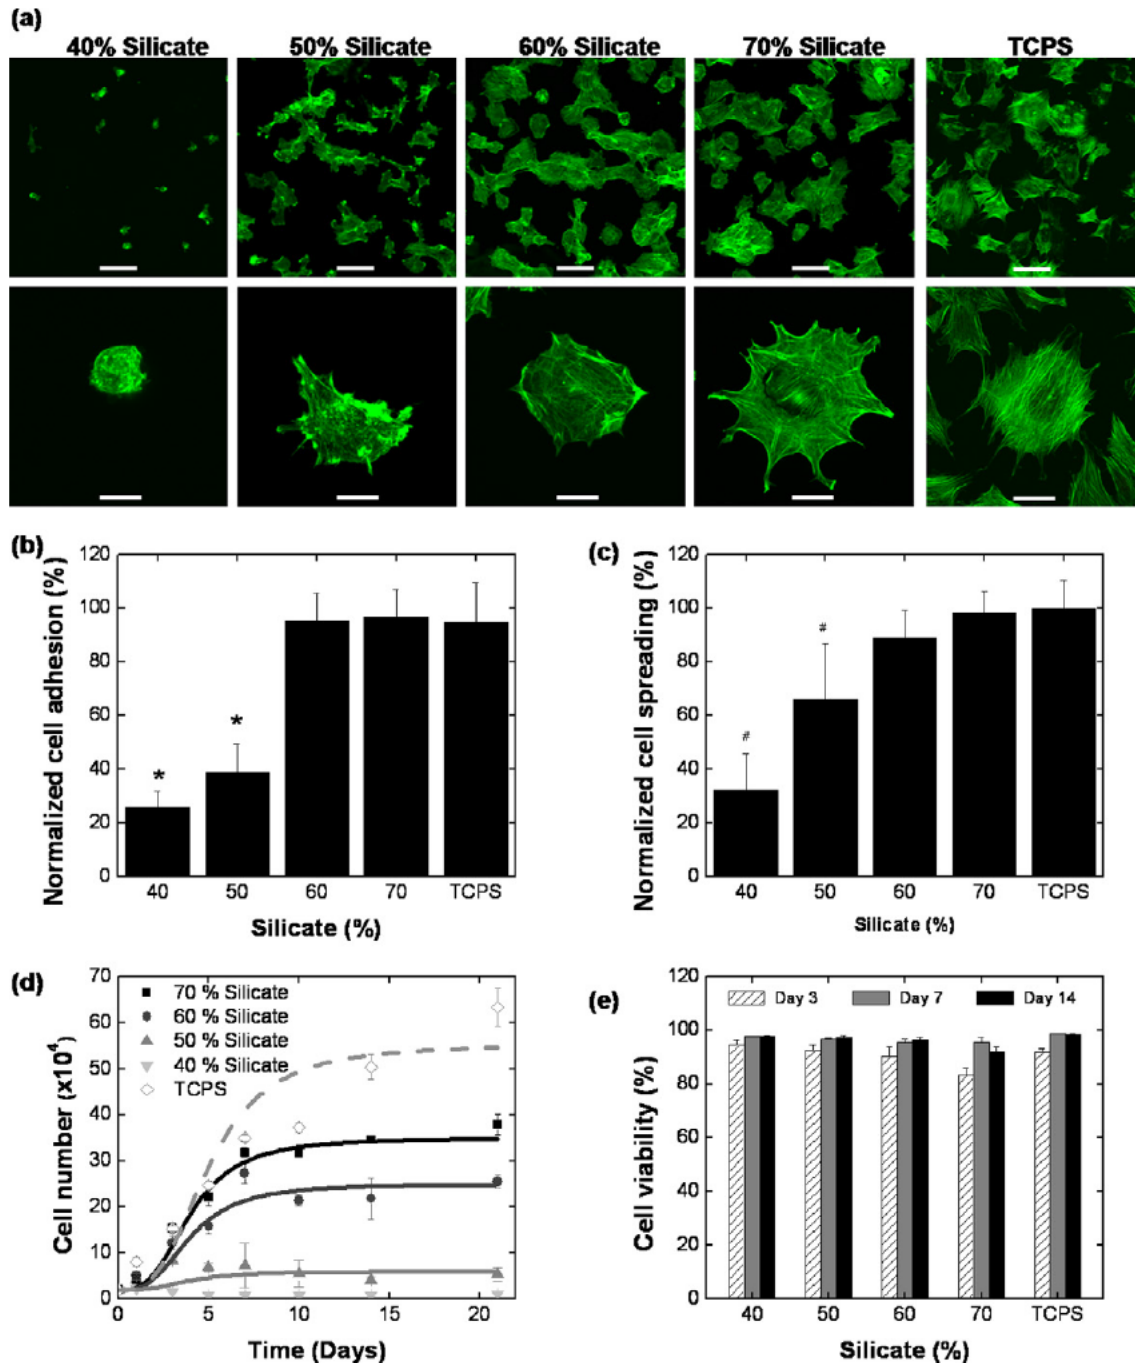 (a)
40% Silicate 50% Silicate 60% Silicate 70% Silicate TCPS
(b)
120
100
80
60
40
20
0
Normalized cell adhesion (%)
*
*
40 50 60 70 TCPS
Silicate (%)
(c)
120
100
80
60
40
20
0
Normalized cell spreading (%)
#
#
40 50 60 70 TCPS
Silicate (%)
(d)
70
60
50
40
30
20
10
0
Cell number (x10⁴)
70 % Silicate
60 % Silicate
50 % Silicate
40 % Silicate
TCPS
0 5 10 15 20
Time (Days)
(e)
120
100
80
60
40
20
0
Cell viability (%)
Day 3 Day 7 Day 14
40 50 60 70 TCPS
Silicate (%)